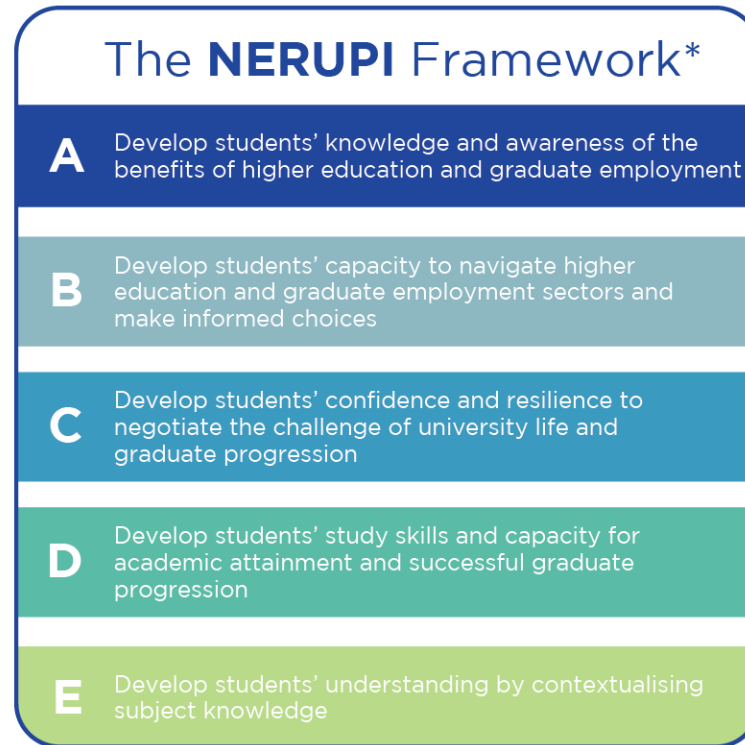 The NERUPI Framework*
A
Develop students’ knowledge and awareness of the
benefits of higher education and graduate employment
B
Develop students’ capacity to navigate higher
education and graduate employment sectors and
make informed choices
C
Develop students’ confidence and resilience to
negotiate the challenge of university life and
graduate progression
D
Develop students’ study skills and capacity for
academic attainment and successful graduate
progression
E
Develop students’ understanding by contextualising
subject knowledge